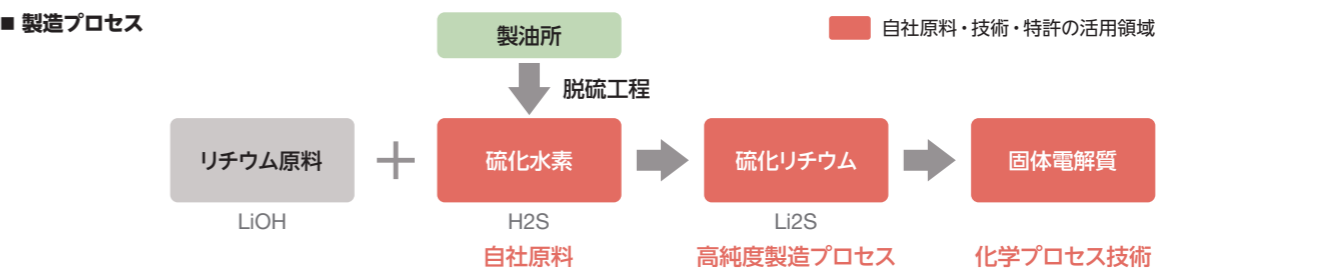 ■ 製造プロセス
製油所
自社原料・技術・特許の活用領域
脱硫工程
リチウム原料
+
硫化水素
硫化リチウム
固体電解質
LiOH
H2S
Li2S
自社原料
高純度製造プロセス
化学プロセス技術